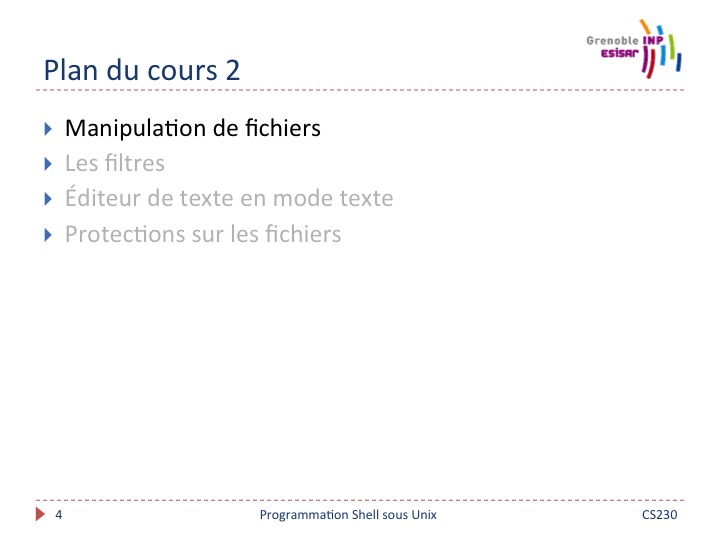 Plan du cours 2
Grenoble INP
ESISAR
Manipulation de fichiers
Les filtres
Éditeur de texte en mode texte
Protections sur les fichiers
4
Programmation Shell sous Unix
CS230